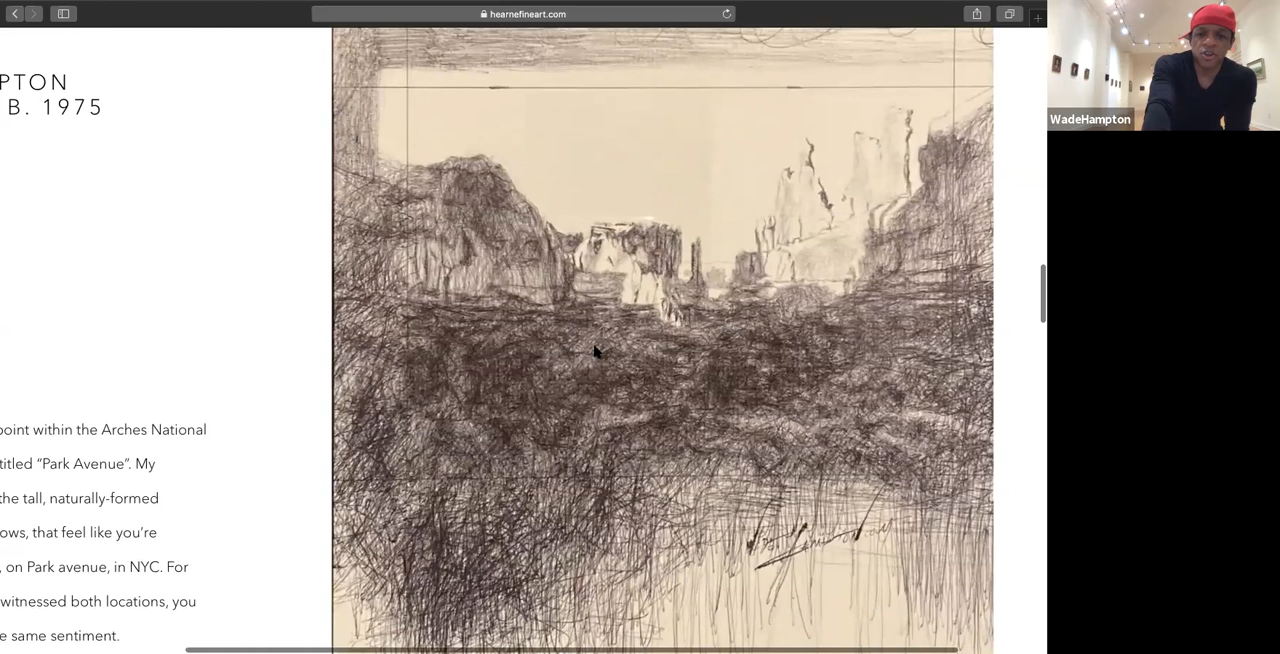 hearnefineart.com
PTON
B. 1975
WadeHampton
point within the Arches National
titled “Park Avenue”. My
the tall, naturally-formed
ows, that feel like you’re
, on Park avenue, in NYC. For
witnessed both locations, you
e same sentiment.